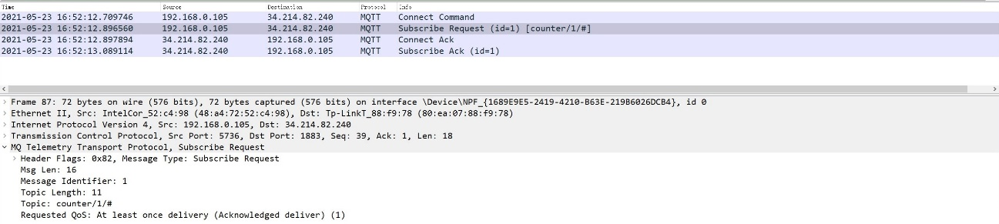 Time Source Destination Protocol Info
2021-05-23 16:52:12.709746 192.168.0.105 34.214.82.240 MQTT Connect Command
2021-05-23 16:52:12.896560 192.168.0.105 34.214.82.240 MQTT Subscribe Request (id=1) [counter/1/#]
2021-05-23 16:52:12.897894 34.214.82.240 192.168.0.105 MQTT Connect Ack
2021-05-23 16:52:13.089114 34.214.82.240 192.168.0.105 MQTT Subscribe Ack (id=1)
Frame 87: 72 bytes on wire (576 bits), 72 bytes captured (576 bits) on interface \Device\NPF_{1689E9E5-2419-4210-B63E-219B6026DCB4}, id 0
Ethernet II, Src: IntelCor_52:c4:98 (48:a4:72:52:c4:98), Dst: Tp-LinkT_88:f9:78 (80:ea:07:88:f9:78)
Internet Protocol Version 4, Src: 192.168.0.105, Dst: 34.214.82.240
Transmission Control Protocol, Src Port: 5736, Dst Port: 1883, Seq: 39, Ack: 1, Len: 18
MQ Telemetry Transport Protocol, Subscribe Request
Header Flags: 0x82, Message Type: Subscribe Request
Msg Len: 16
Message Identifier: 1
Topic Length: 11
Topic: counter/1/#
Requested QoS: At least once delivery (Acknowledged deliver) (1)